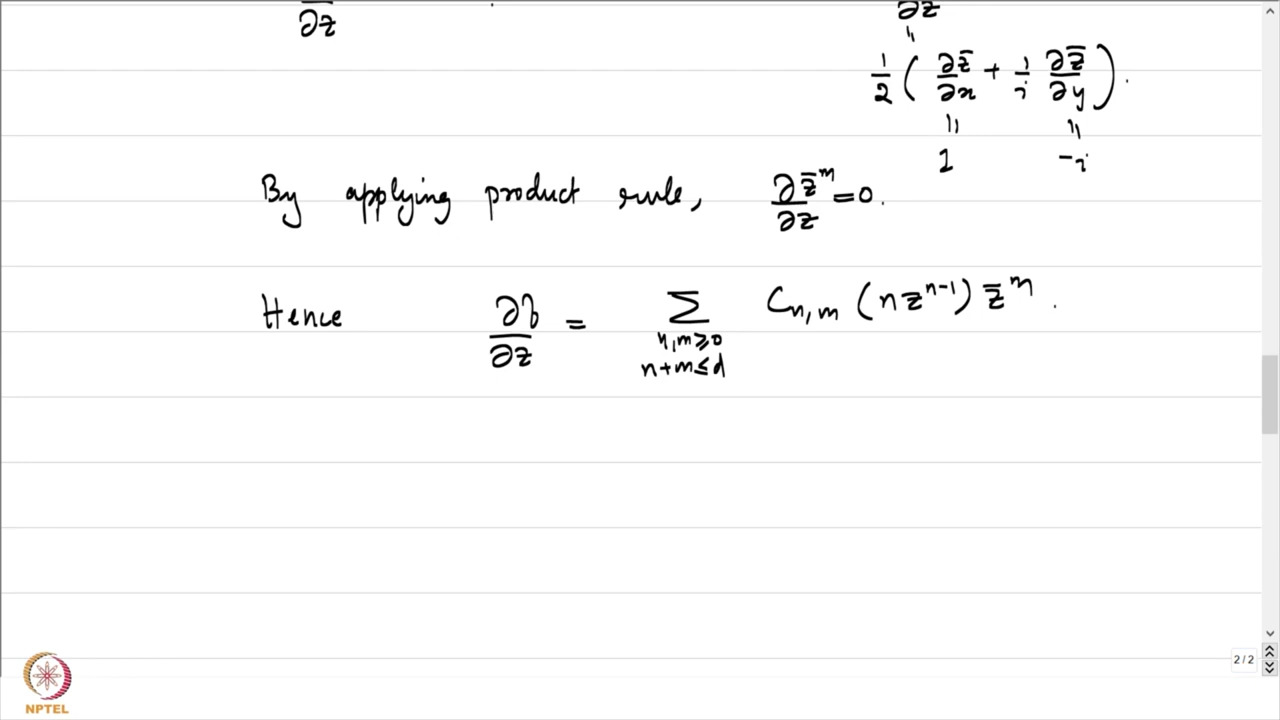 ∂z̄ ∂z
॥
1/2 ( ∂z̄/∂x + 1/i ∂z̄/∂y ).
॥ ॥
1 -i
By applying product rule, ∂z̄^m/∂z = 0.
Hence ∂f/∂z = Σ_{n,m≥0, n+m≤d} C_{n,m} (n z^{n-1}) z̄^m .
2 / 2
NPTEL